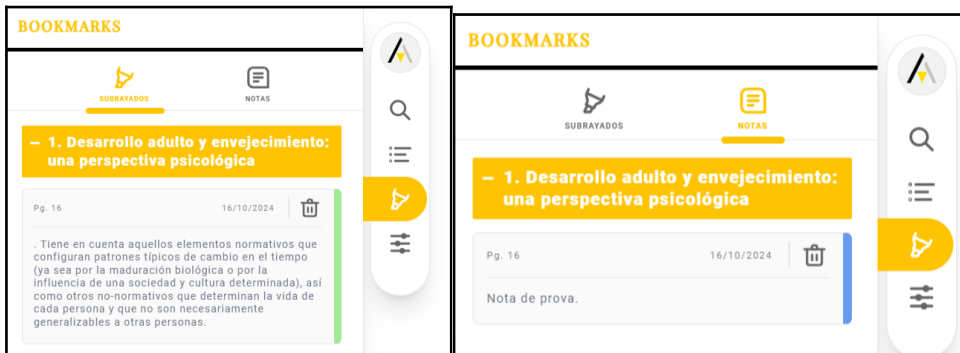 BOOKMARKS
SUBRAYADOS
NOTAS
– 1. Desarrollo adulto y envejecimiento:
una perspectiva psicológica
Pg. 16
16/10/2024
. Tiene en cuenta aquellos elementos normativos que
configuran patrones típicos de cambio en el tiempo
(ya sea por la maduración biológica o por la
influencia de una sociedad y cultura determinada), así
como otros no-normativos que determinan la vida de
cada persona y que no son necesariamente
generalizables a otras personas.
BOOKMARKS
SUBRAYADOS
NOTAS
– 1. Desarrollo adulto y envejecimiento:
una perspectiva psicológica
Pg. 16
16/10/2024
Nota de prova.